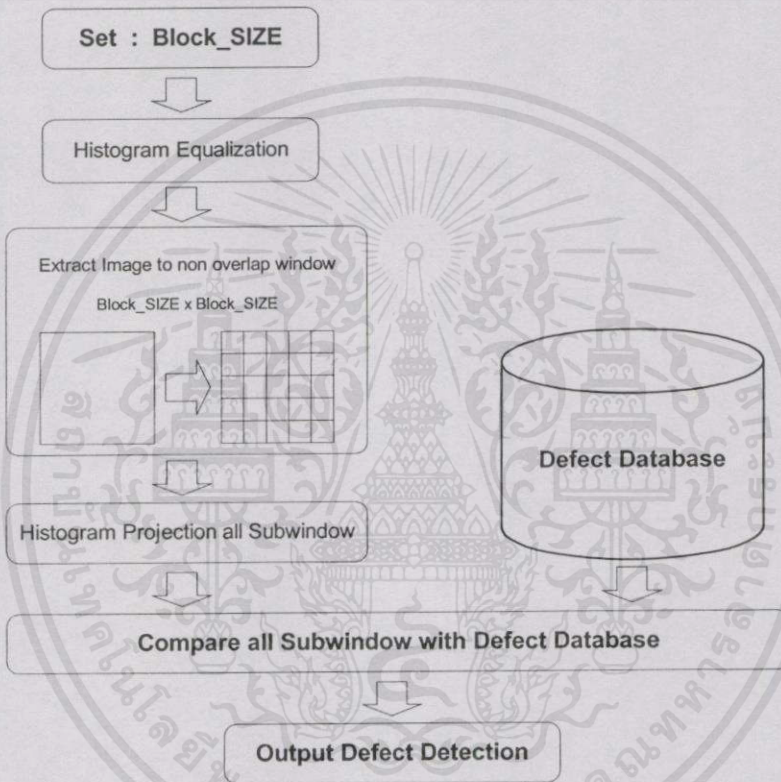 Set : Block_SIZE
Histogram Equalization
Extract Image to non overlap window
Block_SIZE x Block_SIZE
Histogram Projection all Subwindow
Defect Database
Compare all Subwindow with Defect Database
Output Defect Detection